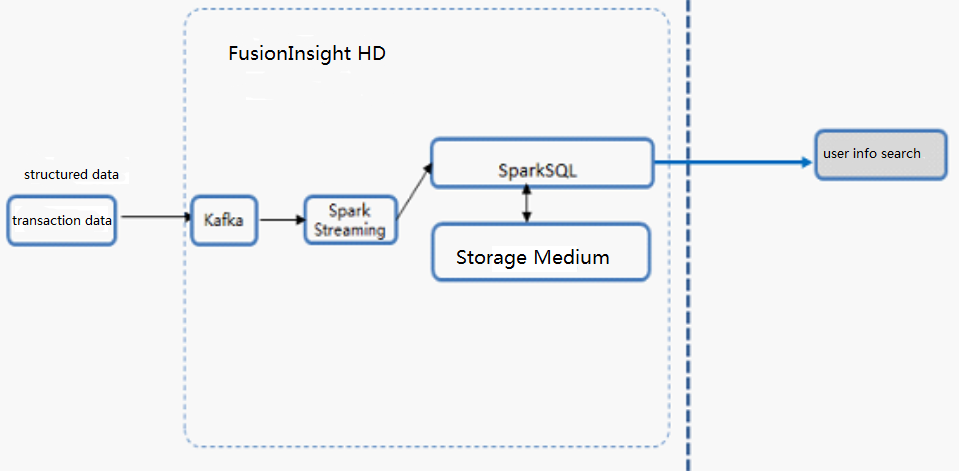 FusionInsight HD
structured data
transaction data
Kafka
Spark
Streaming
SparkSQL
Storage Medium
user info search